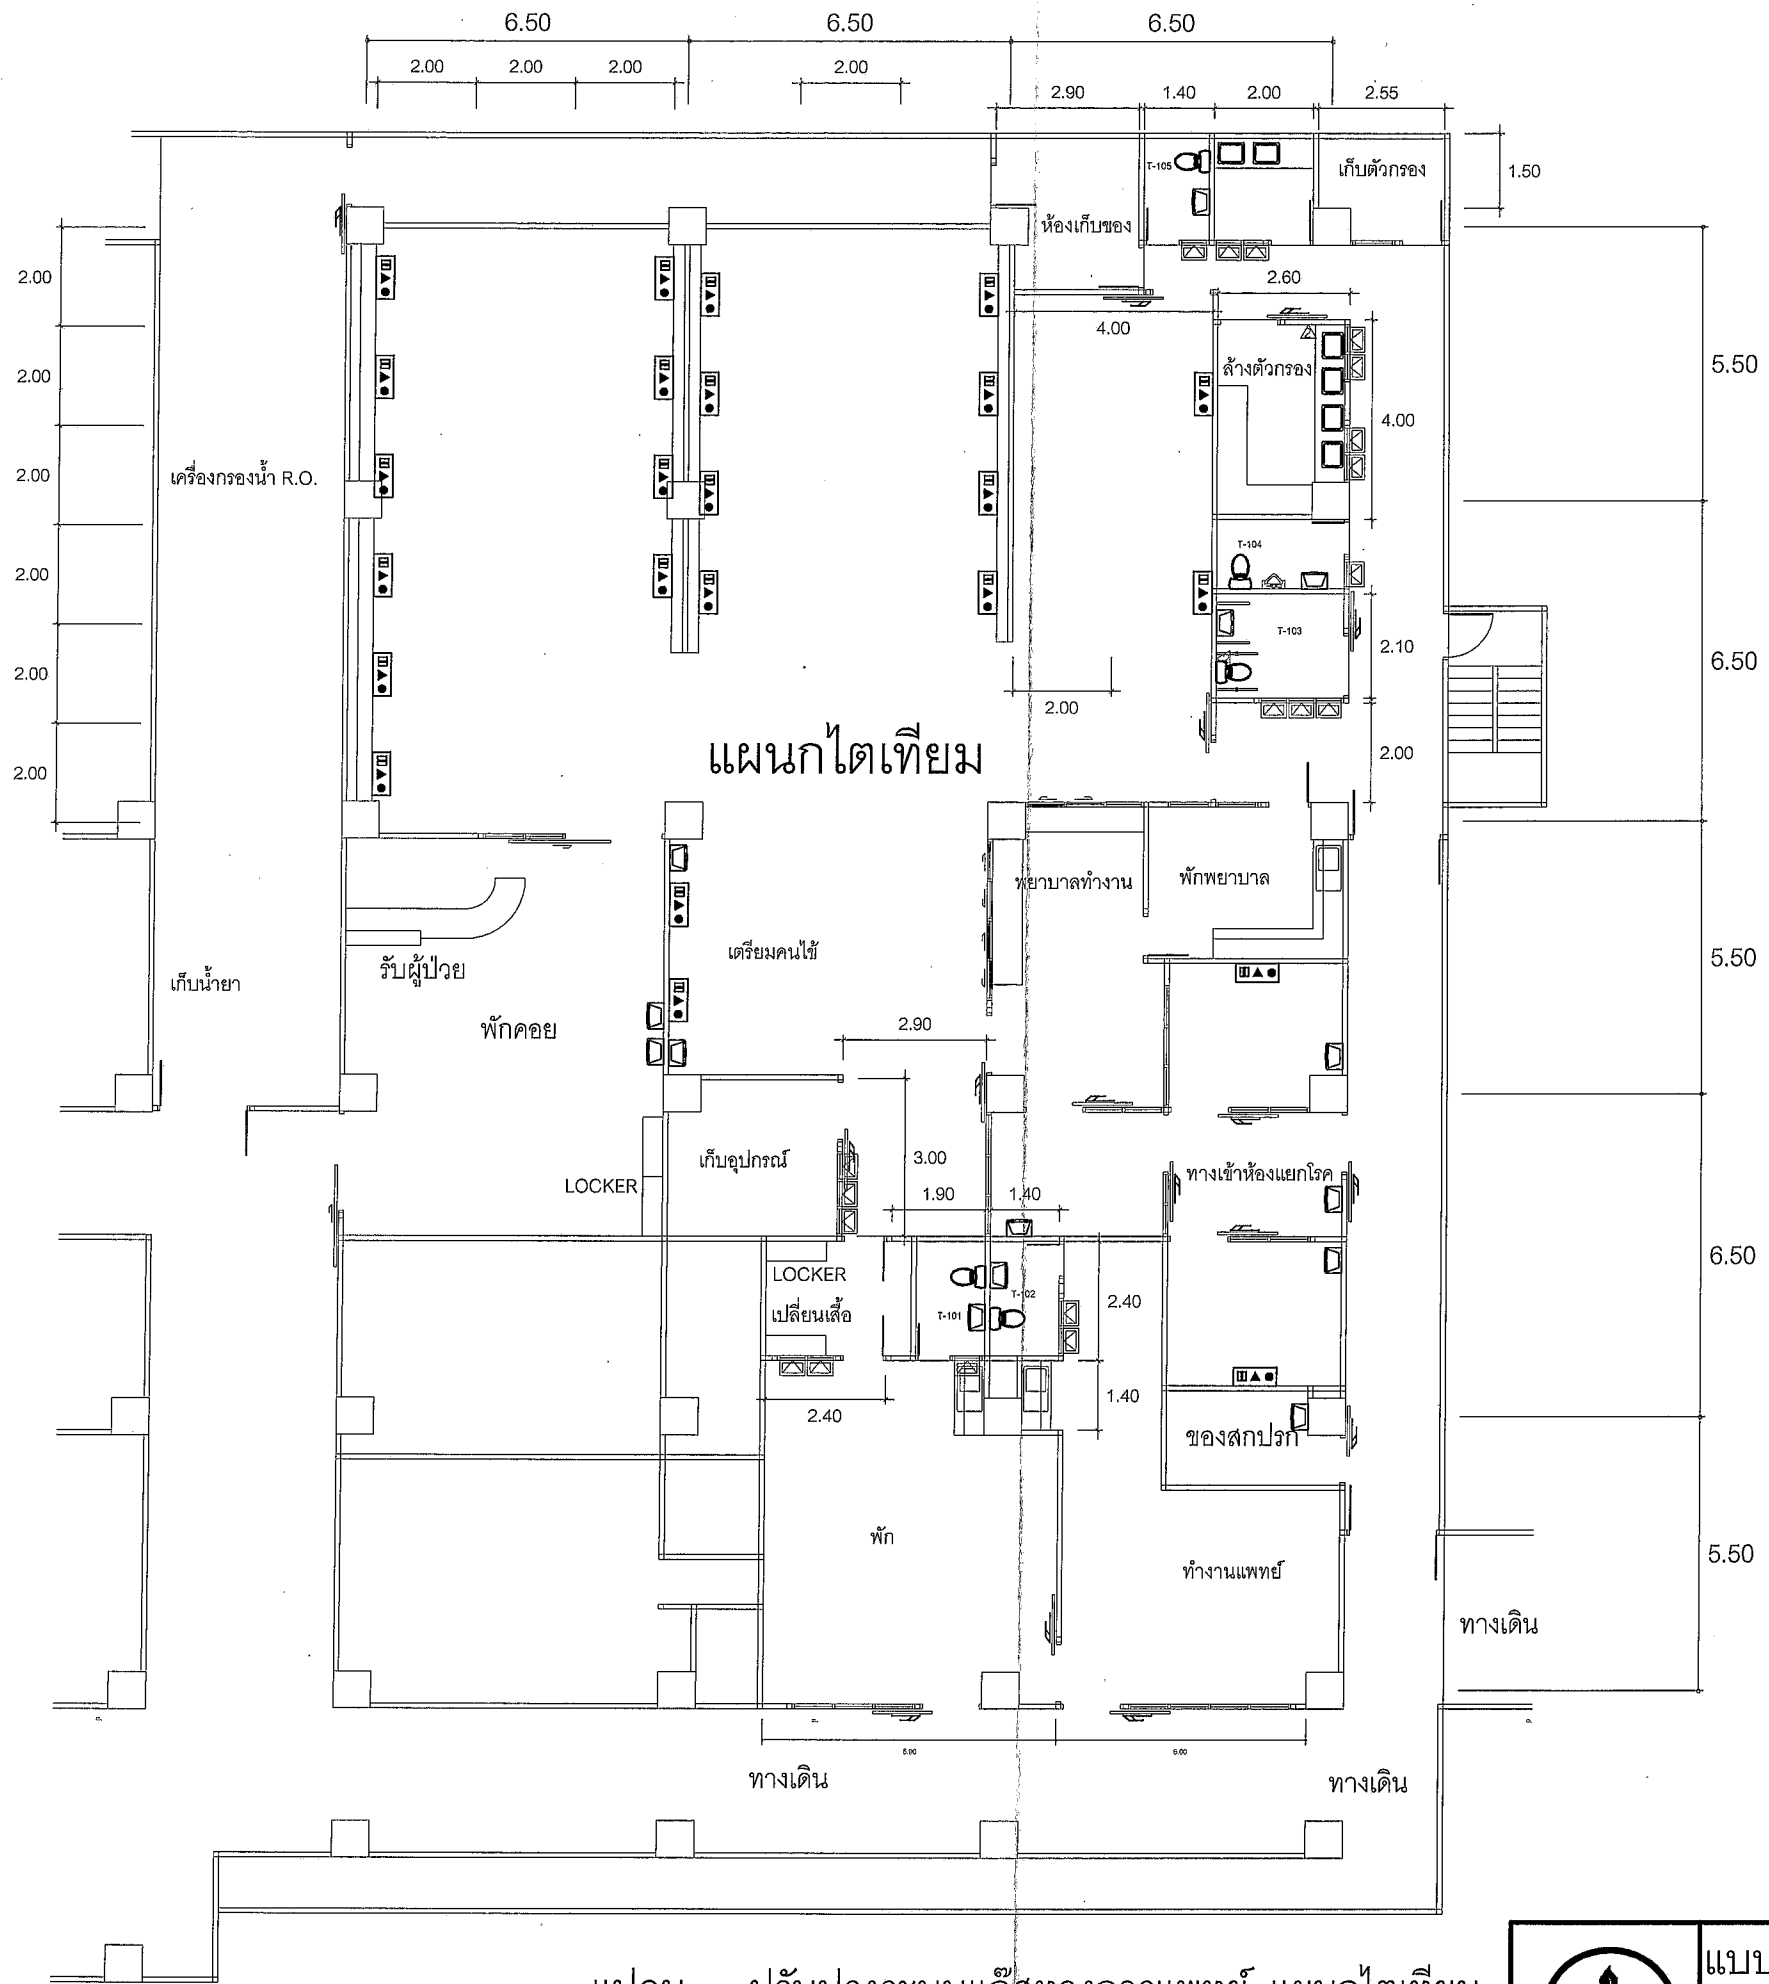 6.50 6.50 6.50
2.00 2.00 2.00 2.00
2.90 1.40 2.00 2.55
T-105
เก็บตัวกรอง
1.50
ห้องเก็บของ
2.00
2.60
4.00
5.50
ล้างตัวกรอง
2.00
4.00
เครื่องกรองน้ำ R.O.
2.00
T-104
2.00
T-103
2.10
6.50
2.00
2.00
แผนกไตเทียม
2.00
2.00
พยาบาลทำงาน
พักพยาบาล
เตรียมคนไข้
รับผู้ป่วย
เก็บน้ำยา
5.50
พักคอย
2.90
เก็บอุปกรณ์
3.00
ทางเข้าห้องแยกโรค
LOCKER
1.90 1.40
6.50
LOCKER
T-102
เปลี่ยนเสื้อ
T-101
2.40
1.40
2.40
ของสกปรก
พัก
5.50
ทำงานแพทย์
ทางเดิน
ทางเดิน
ทางเดิน
แบบ